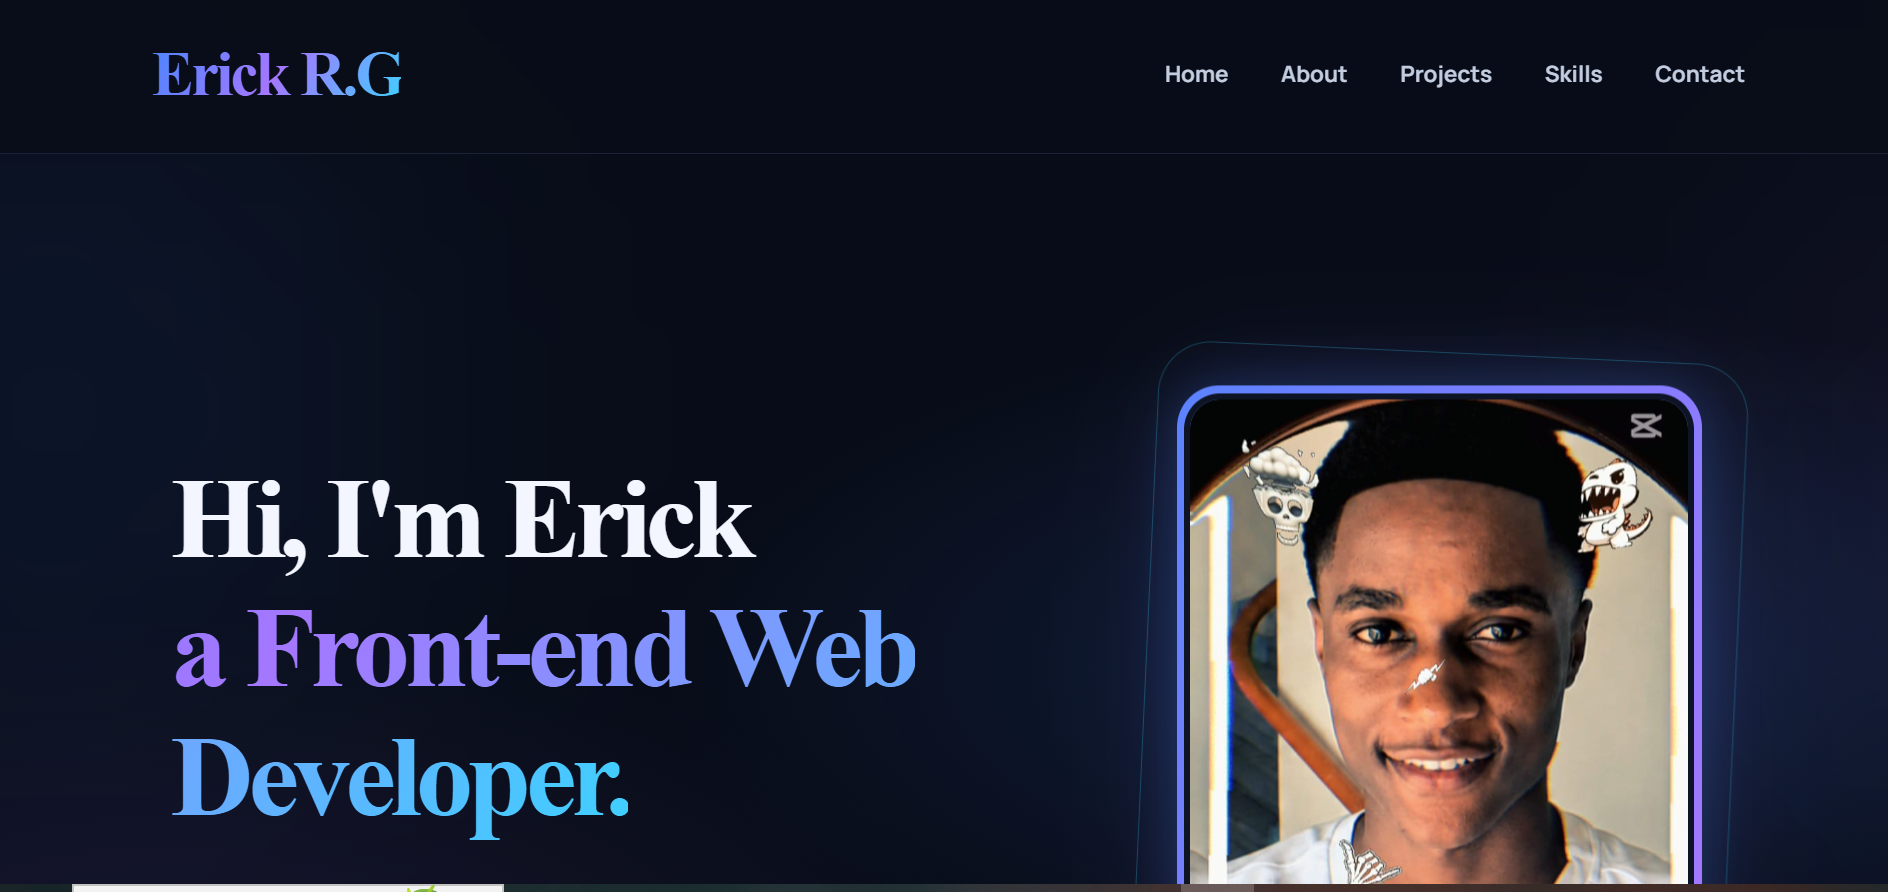 Erick R.G
Home About Projects Skills Contact
Hi, I'm Erick
a Front-end Web
Developer.